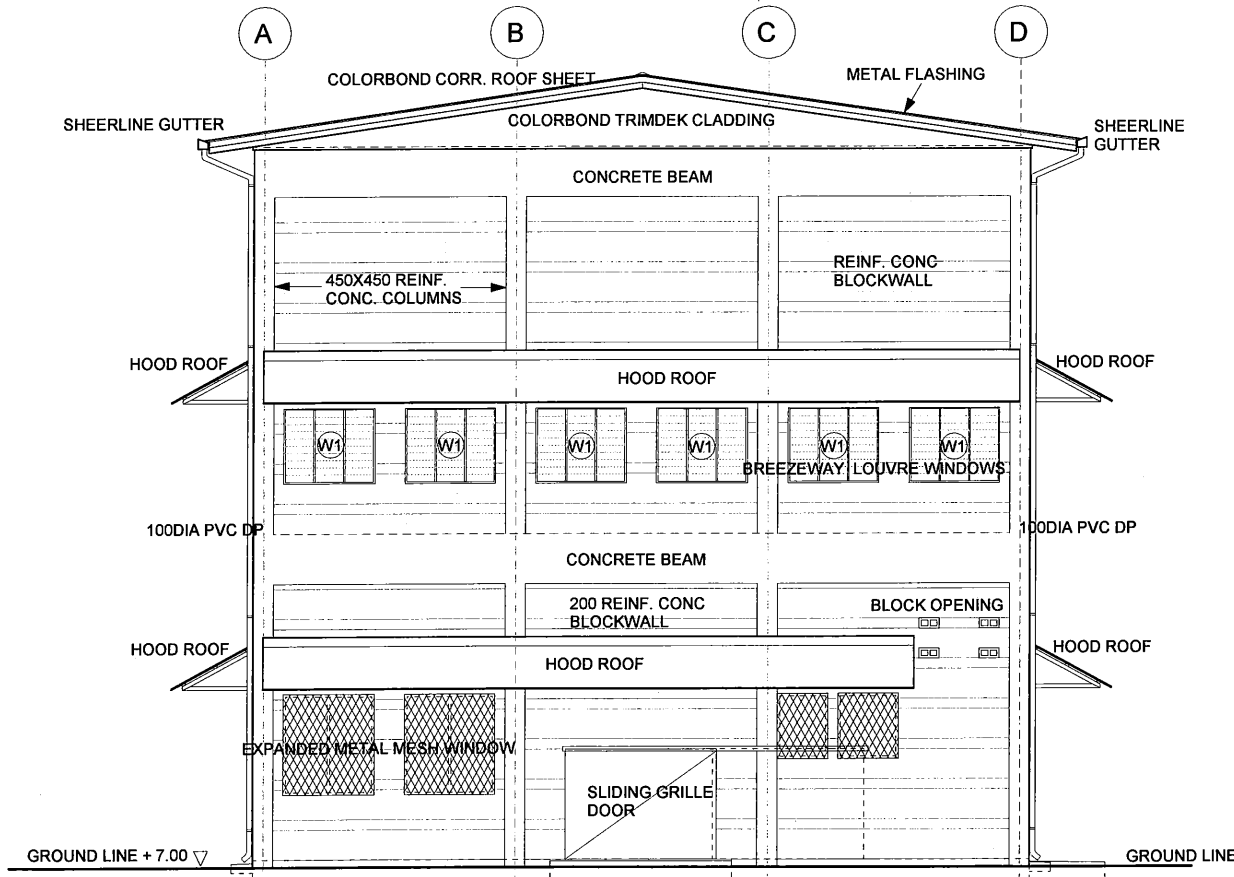 A
B
C
D
COLORBOND CORR. ROOF SHEET
METAL FLASHING
SHEERLINE GUTTER
COLORBOND TRIMDEK CLADDING
SHEERLINE
GUTTER
CONCRETE BEAM
450X450 REINF.
CONC. COLUMNS
REINF. CONC
BLOCKWALL
HOOD ROOF
HOOD ROOF
HOOD ROOF
W1
W1
W1
W1
W1
W1
BREEZEWAY LOUVRE WINDOWS
100DIA PVC DP
100DIA PVC DP
CONCRETE BEAM
200 REINF. CONC
BLOCKWALL
BLOCK OPENING
HOOD ROOF
HOOD ROOF
HOOD ROOF
EXPANDED METAL MESH WINDOW
SLIDING GRILLE
DOOR
GROUND LINE + 7.00
GROUND LINE